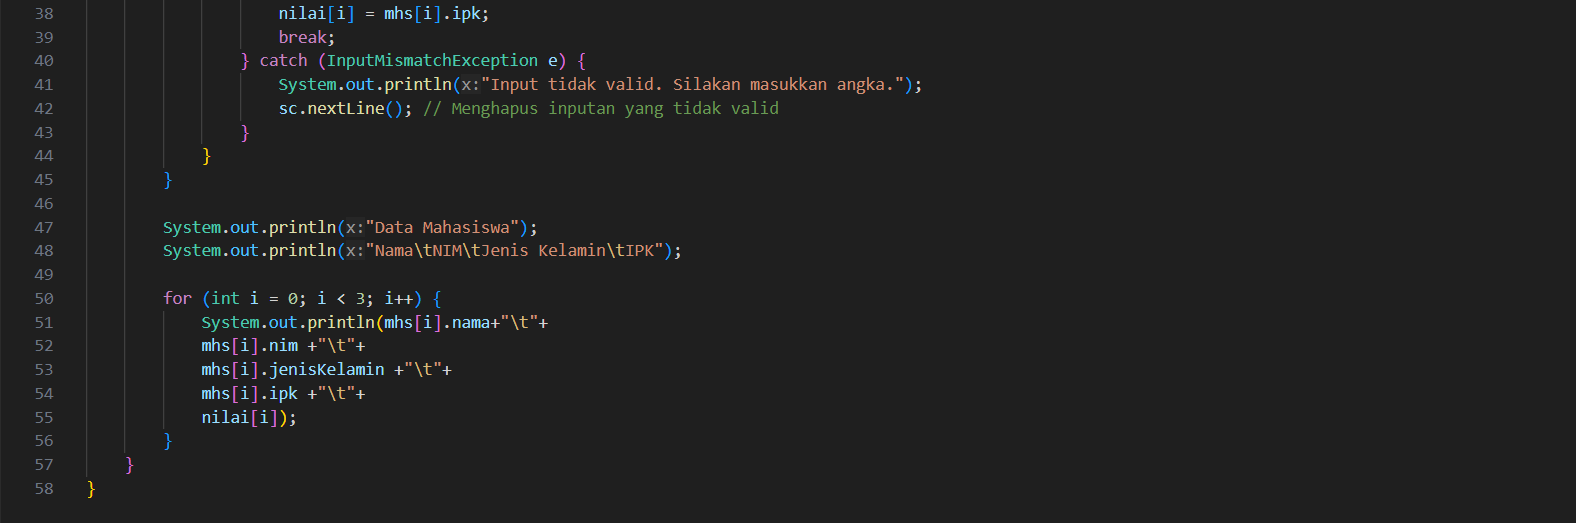 38 nilai[i] = mhs[i].ipk;
39 break;
40 } catch (InputMismatchException e) {
41 System.out.println(x:"Input tidak valid. Silakan masukkan angka.");
42 sc.nextLine(); // Menghapus inputan yang tidak valid
43 }
44 }
45 }
46
47 System.out.println(x:"Data Mahasiswa");
48 System.out.println(x:"Nama\tNIM\tJenis Kelamin\tIPK");
49
50 for (int i = 0; i < 3; i++) {
51 System.out.println(mhs[i].nama+"\t"+
52 mhs[i].nim +"\t"+
53 mhs[i].jenisKelamin +"\t"+
54 mhs[i].ipk +"\t"+
55 nilai[i]);
56 }
57 }
58 }